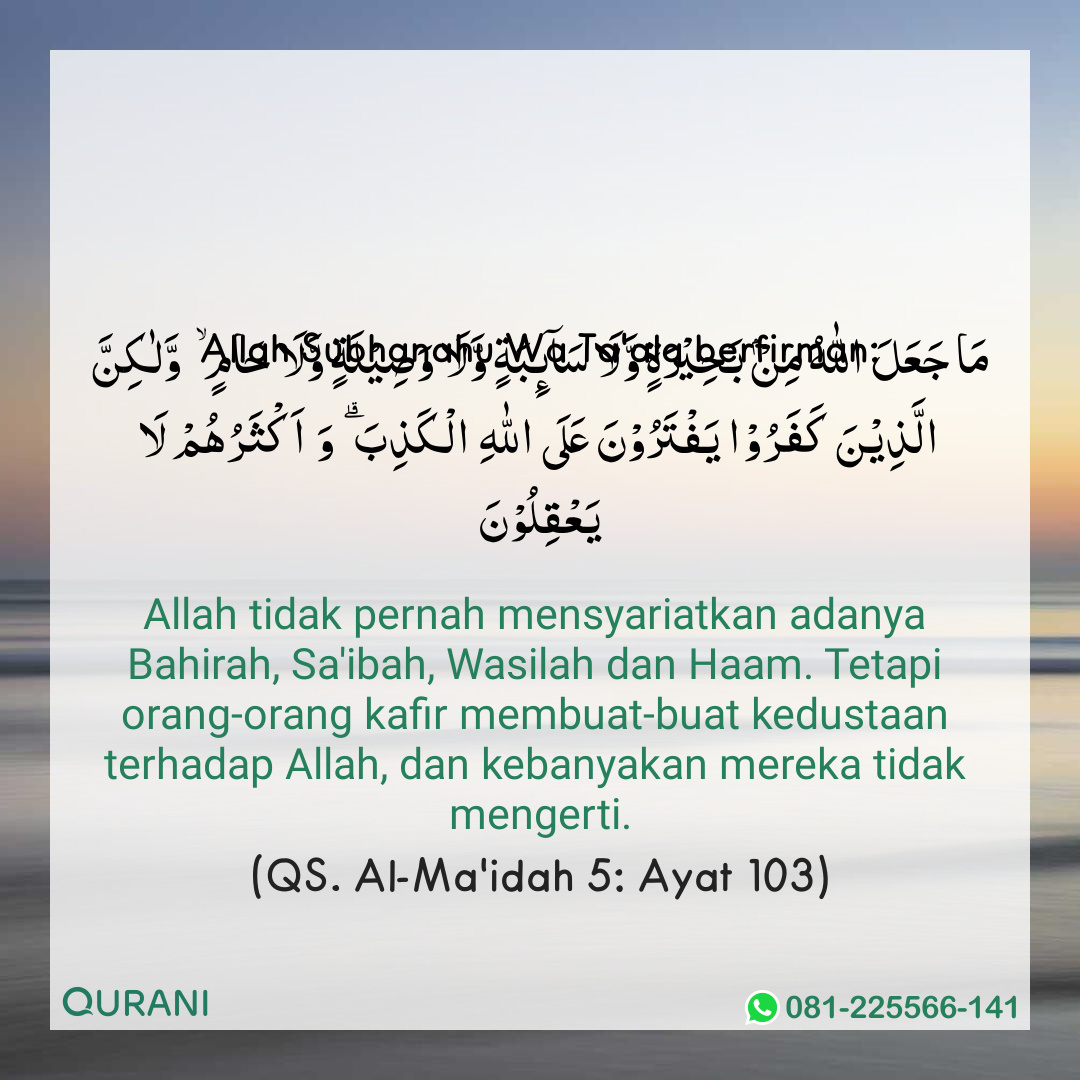 Allah Subhanahu Wa Ta'ala berfirman:
مَا جَعَلَ اللّٰهُ مِنْۢ بَحِيْرَةٍ وَّلَا سَآئِبَةٍ وَّلَا وَصِيْلَةٍ وَّلَا حَامٍ ۙ وَّلٰـكِنَّ
الَّذِيْنَ كَفَرُوْا يَفْتَرُوْنَ عَلَى اللّٰهِ الْـكَذِبَ ۗ وَ اَكْثَرُهُمْ لَا
يَعْقِلُوْنَ
Allah tidak pernah mensyariatkan adanya
Bahirah, Sa'ibah, Wasilah dan Haam. Tetapi
orang-orang kafir membuat-buat kedustaan
terhadap Allah, dan kebanyakan mereka tidak
mengerti.
(QS. Al-Ma'idah 5: Ayat 103)
QURANI
081-225566-141